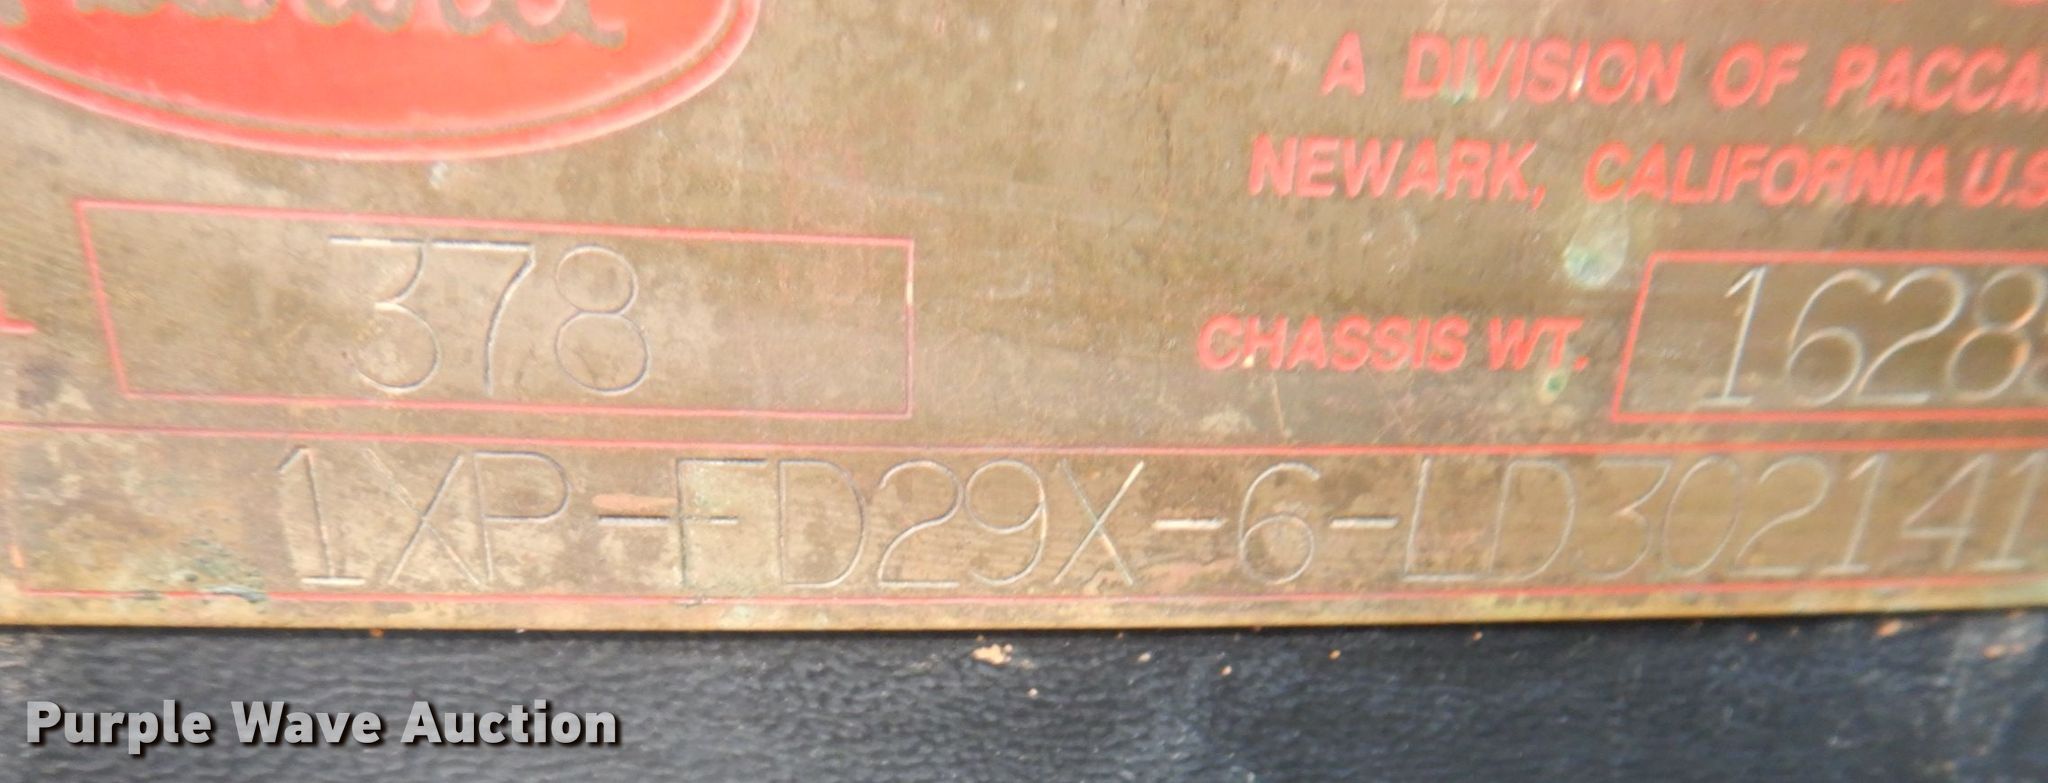 A DIVISION OF PACCA
NEWARK, CALIFORNIA U.S
378
CHASSIS WT. 1628
1XP-FD29X-6-LD302141
Purple Wave Auction